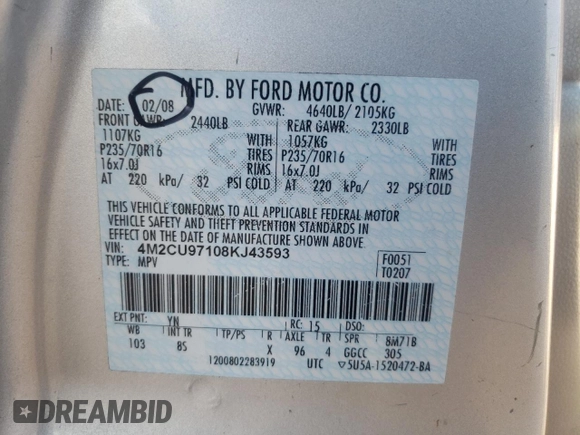 MFD. BY FORD MOTOR CO.
DATE: 02/08 GVWR: 4640LB/ 2105KG
FRONT GAWR: 2440LB REAR GAWR: 2330LB
1107KG WITH 1057KG WITH
P235/70R16 TIRES P235/70R16 TIRES
16x7.0J RIMS 16x7.0J RIMS
AT 220 kPa/ 32 PSI COLD AT 220 kPa/ 32 PSI COLD
THIS VEHICLE CONFORMS TO ALL APPLICABLE FEDERAL MOTOR
VEHICLE SAFETY AND THEFT PREVENTION STANDARDS IN
EFFECT ON THE DATE OF MANUFACTURE SHOWN ABOVE.
VIN: 4M2CU97108KJ43593 F0051
TYPE: MPV T0207
EXT PNT: YN RC: 15 DSO:
WB INT TR TP/PS R AXLE TR SPR BM71B
103 8S X 96 4 GGCC 305
1200802283919 UTC ▽5U5A-1520472-BA
DREAMBID